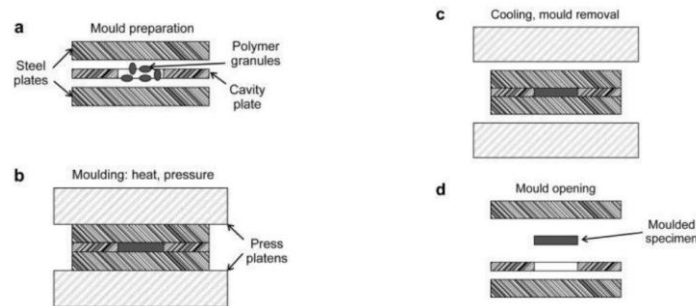 a
Mould preparation
Steel
plates
Polymer
granules
Cavity
plate
b
Moulding: heat, pressure
Press
platens
c
Cooling, mould removal
d
Mould opening
Moulded
specimen